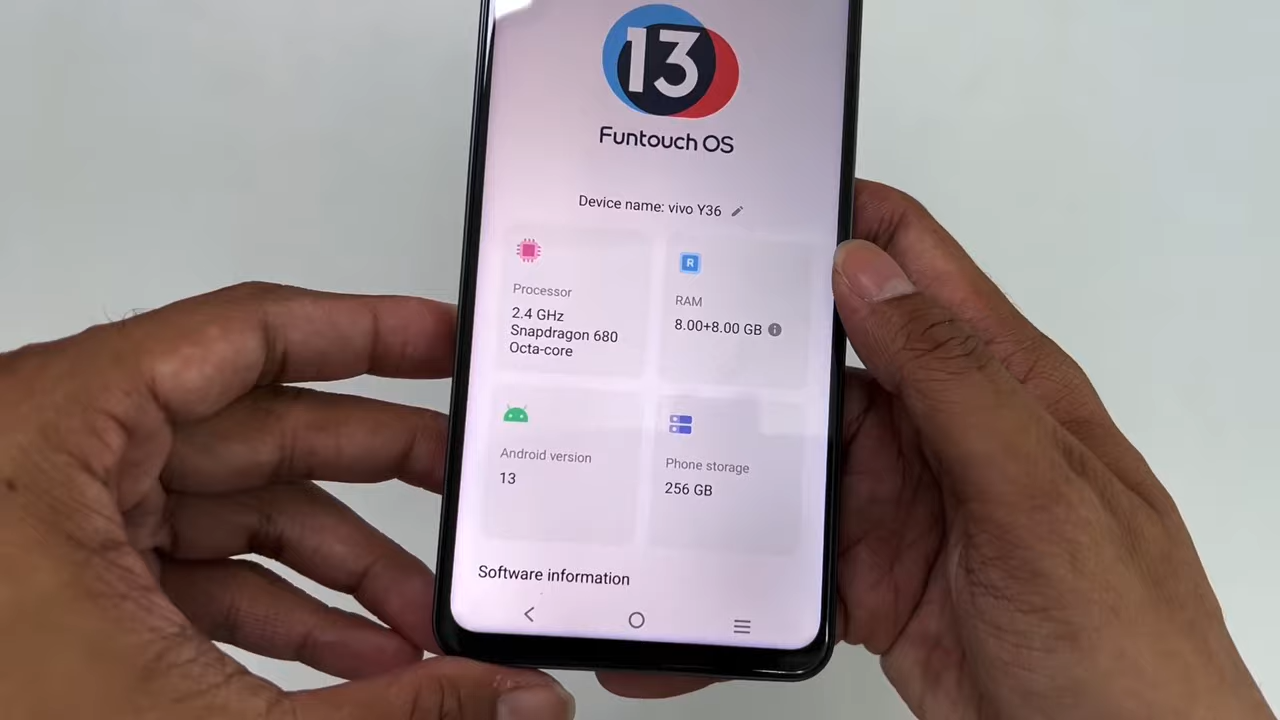 13
Funtouch OS
Device name: vivo Y36
Processor
2.4 GHz
Snapdragon 680
Octa-core
R
RAM
8.00+8.00 GB
Android version
13
Phone storage
256 GB
Software information